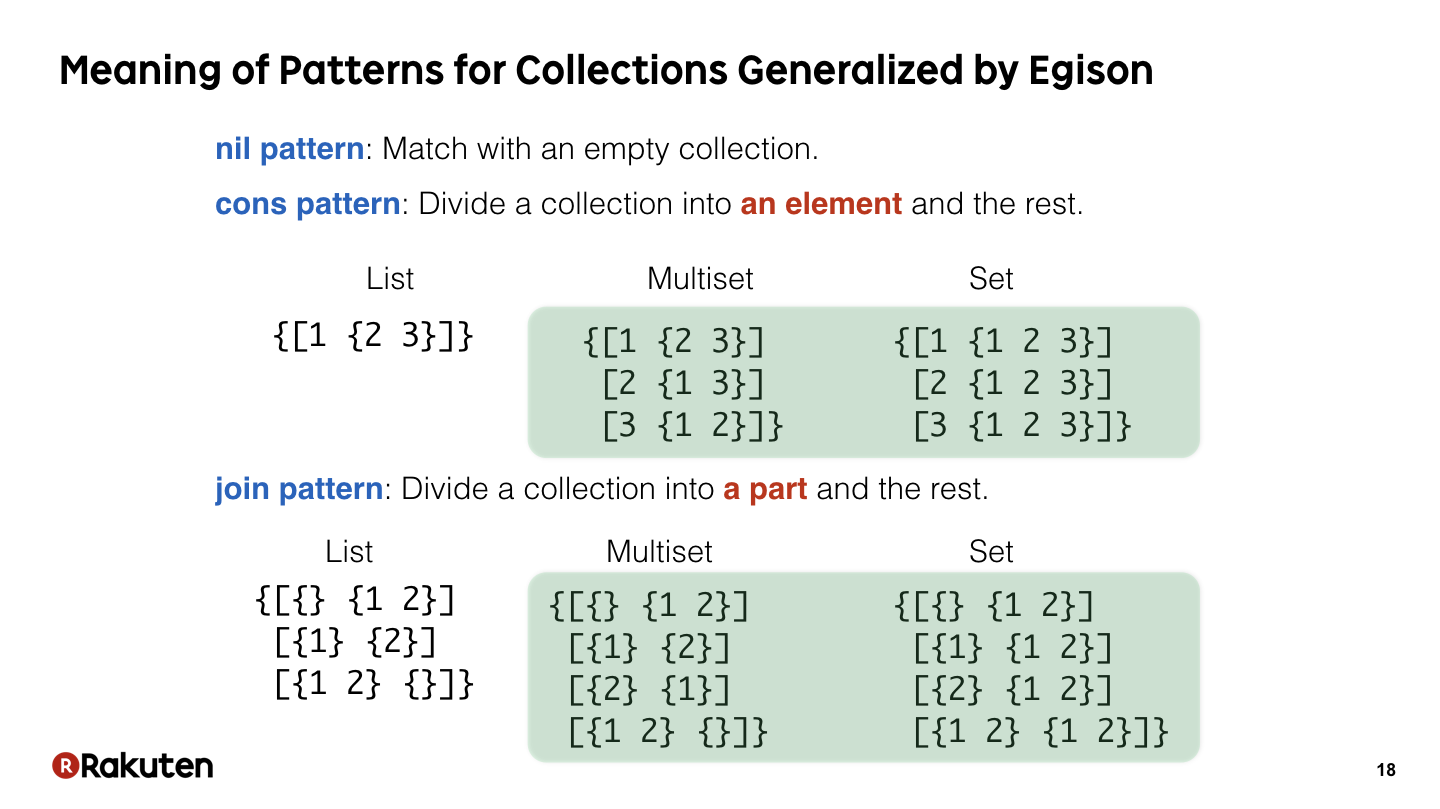 Meaning of Patterns for Collections Generalized by Egison
nil pattern: Match with an empty collection.
cons pattern: Divide a collection into an element and the rest.
List Multiset Set
{[1 {2 3}]} {[1 {2 3}] {[1 {1 2 3}]
[2 {1 3}] [2 {1 2 3}]
[3 {1 2}]} [3 {1 2 3}]}
join pattern: Divide a collection into a part and the rest.
List Multiset Set
{[{} {1 2}] {[{} {1 2}] {[{} {1 2}]
[{1} {2}] [{1} {2}] [{1} {1 2}]
[{1 2} {}]} [{2} {1}] [{2} {1 2}]
[{1 2} {}]} [{1 2} {1 2}]}
R Rakuten 18